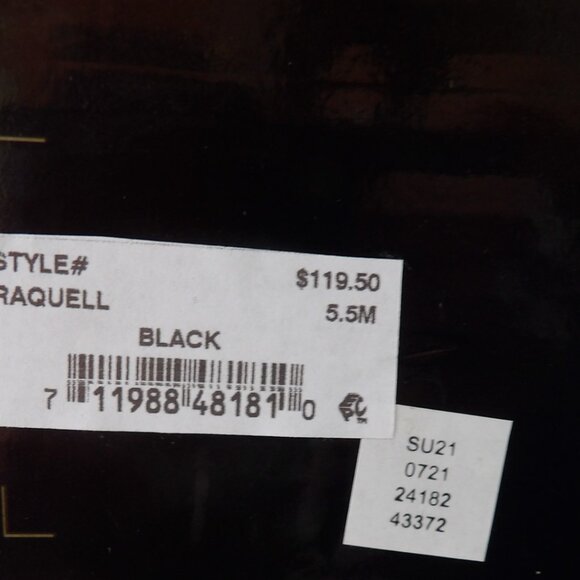 STYLE#
$119.50
RAQUELL
5.5M
BLACK
7 11988 48181 0
SU21
0721
24182
43372